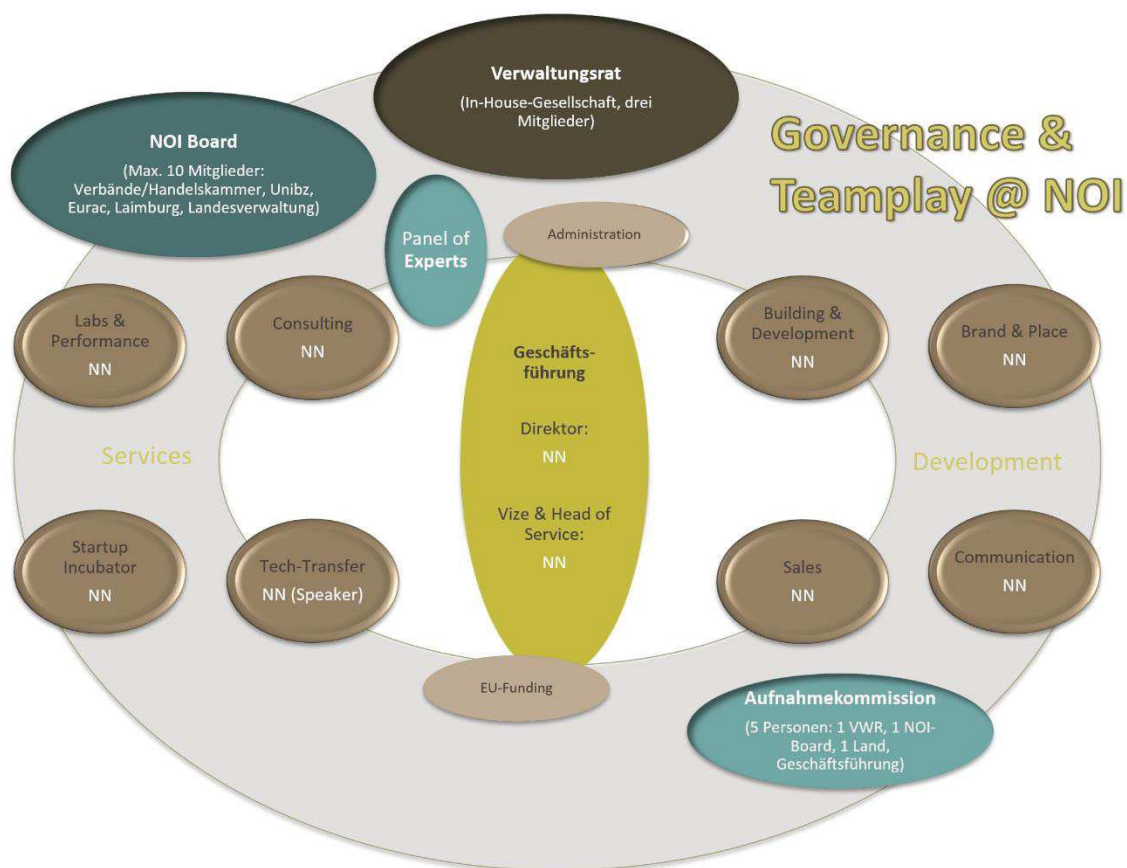 Verwaltungsrat
(In-House-Gesellschaft, drei
Mitglieder)
Governance &
Teamplay @ NOI
NOI Board
(Max. 10 Mitglieder:
Verbände/Handelskammer, Unibz,
Eurac, Laimburg, Landesverwaltung)
Panel of
Experts
Administration
Labs &
Performance
NN
Consulting
NN
Geschäfts-
führung
Direktor:
NN
Vize & Head of
Service:
NN
Building &
Development
NN
Brand & Place
NN
Services
Development
Startup
Incubator
NN
Tech-Transfer
NN (Speaker)
Sales
NN
Communication
NN
EU-Funding
Aufnahmekommission
(5 Personen: 1 VWR, 1 NOI-
Board, 1 Land,
Geschäftsführung)